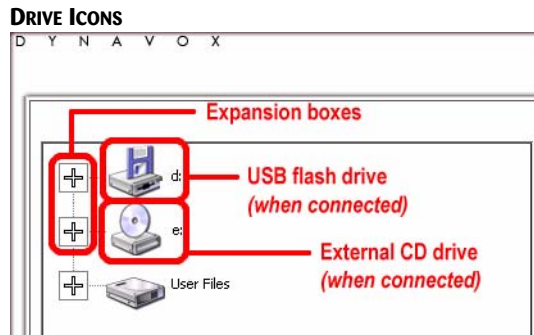 DRIVE ICONS
D Y N A V O X
Expansion boxes
d:
USB flash drive
(when connected)
e:
External CD drive
(when connected)
User Files